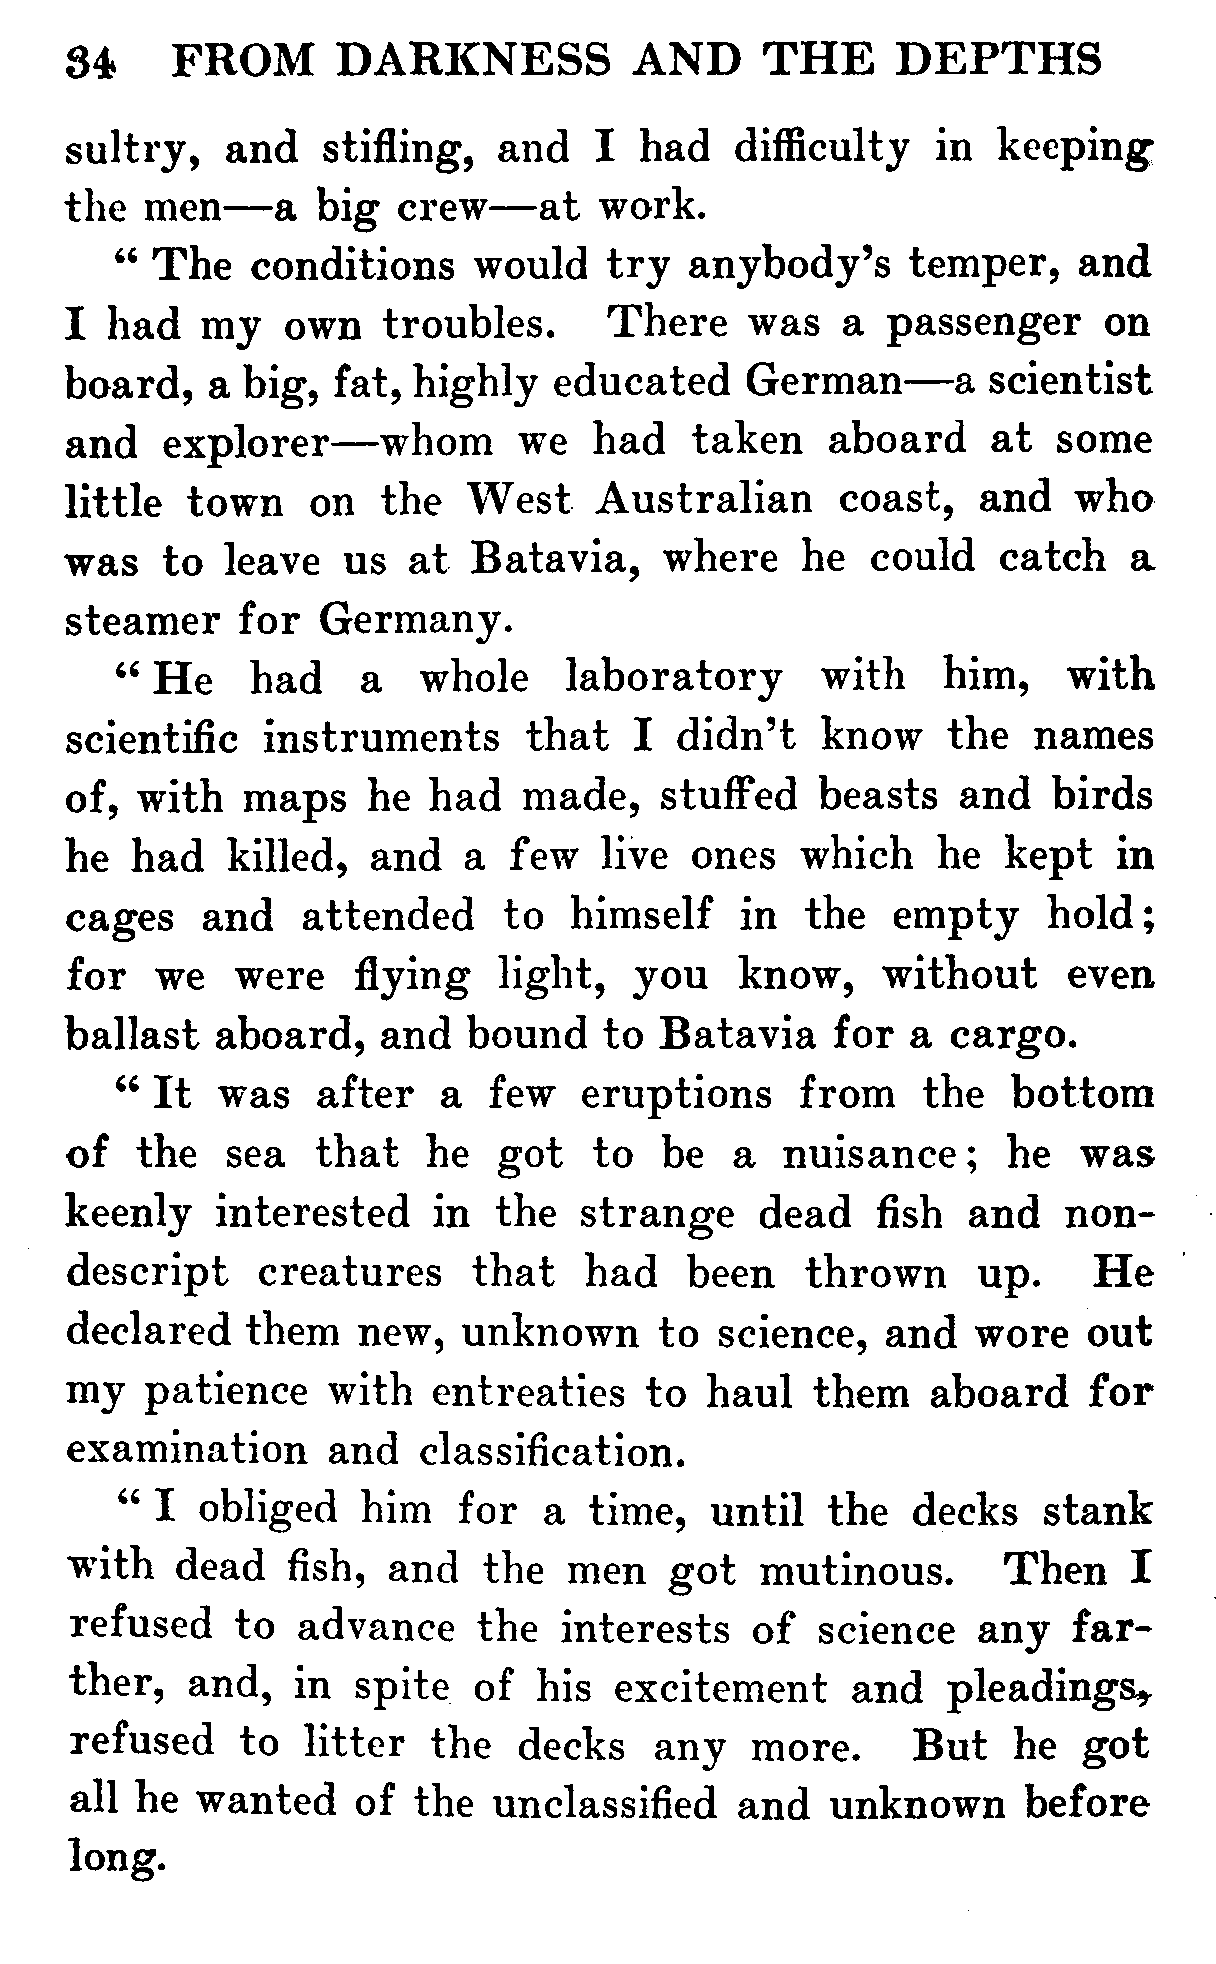 34 FROM DARKNESS AND THE DEPTHS
sultry, and stifling, and I had difficulty in keeping
the men—a big crew—at work.
“ The conditions would try anybody’s temper, and
I had my own troubles. There was a passenger on
board, a big, fat, highly educated German—a scientist
and explorer—whom we had taken aboard at some
little town on the West Australian coast, and who
was to leave us at Batavia, where he could catch a
steamer for Germany.
“ He had a whole laboratory with him, with
scientific instruments that I didn’t know the names
of, with maps he had made, stuffed beasts and birds
he had killed, and a few live ones which he kept in
cages and attended to himself in the empty hold;
for we were flying light, you know, without even
ballast aboard, and bound to Batavia for a cargo.
“ It was after a few eruptions from the bottom
of the sea that he got to be a nuisance; he was
keenly interested in the strange dead fish and non-
descript creatures that had been thrown up. He
declared them new, unknown to science, and wore out
my patience with entreaties to haul them aboard for
examination and classification.
“ I obliged him for a time, until the decks stank
with dead fish, and the men got mutinous. Then I
refused to advance the interests of science any far-
ther, and, in spite of his excitement and pleadings,
refused to litter the decks any more. But he got
all he wanted of the unclassified and unknown before
long.